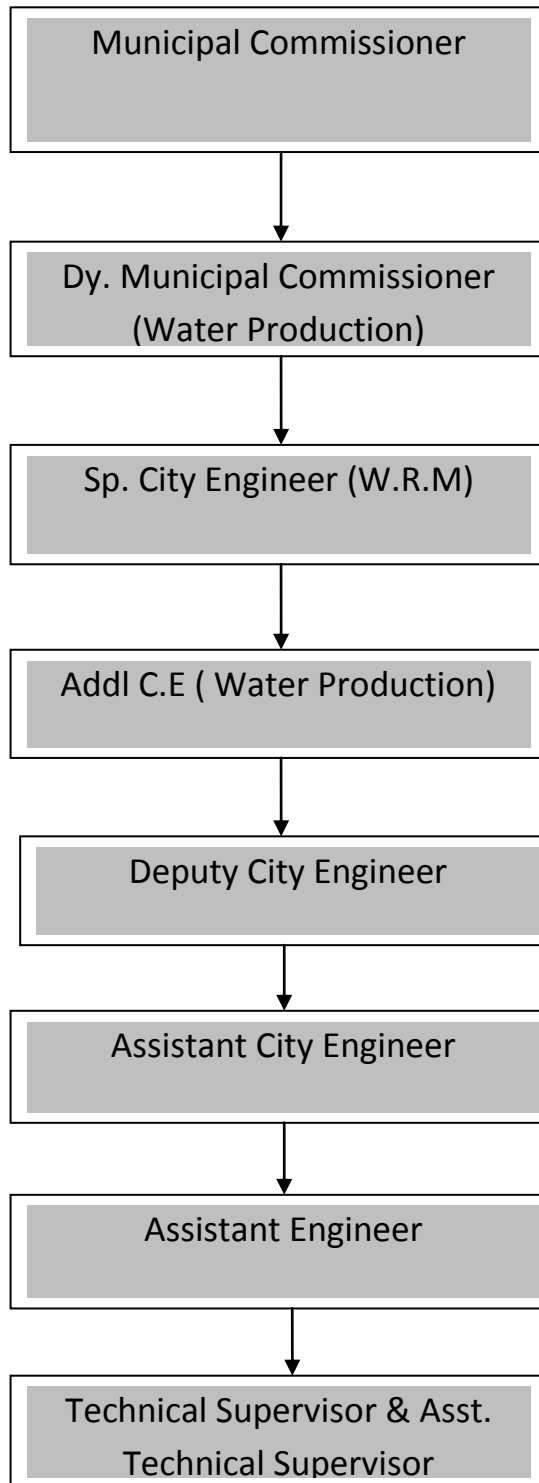 Municipal Commissioner
Dy. Municipal Commissioner
(Water Production)
Sp. City Engineer (W.R.M)
Addl C.E ( Water Production)
Deputy City Engineer
Assistant City Engineer
Assistant Engineer
Technical Supervisor & Asst.
Technical Supervisor